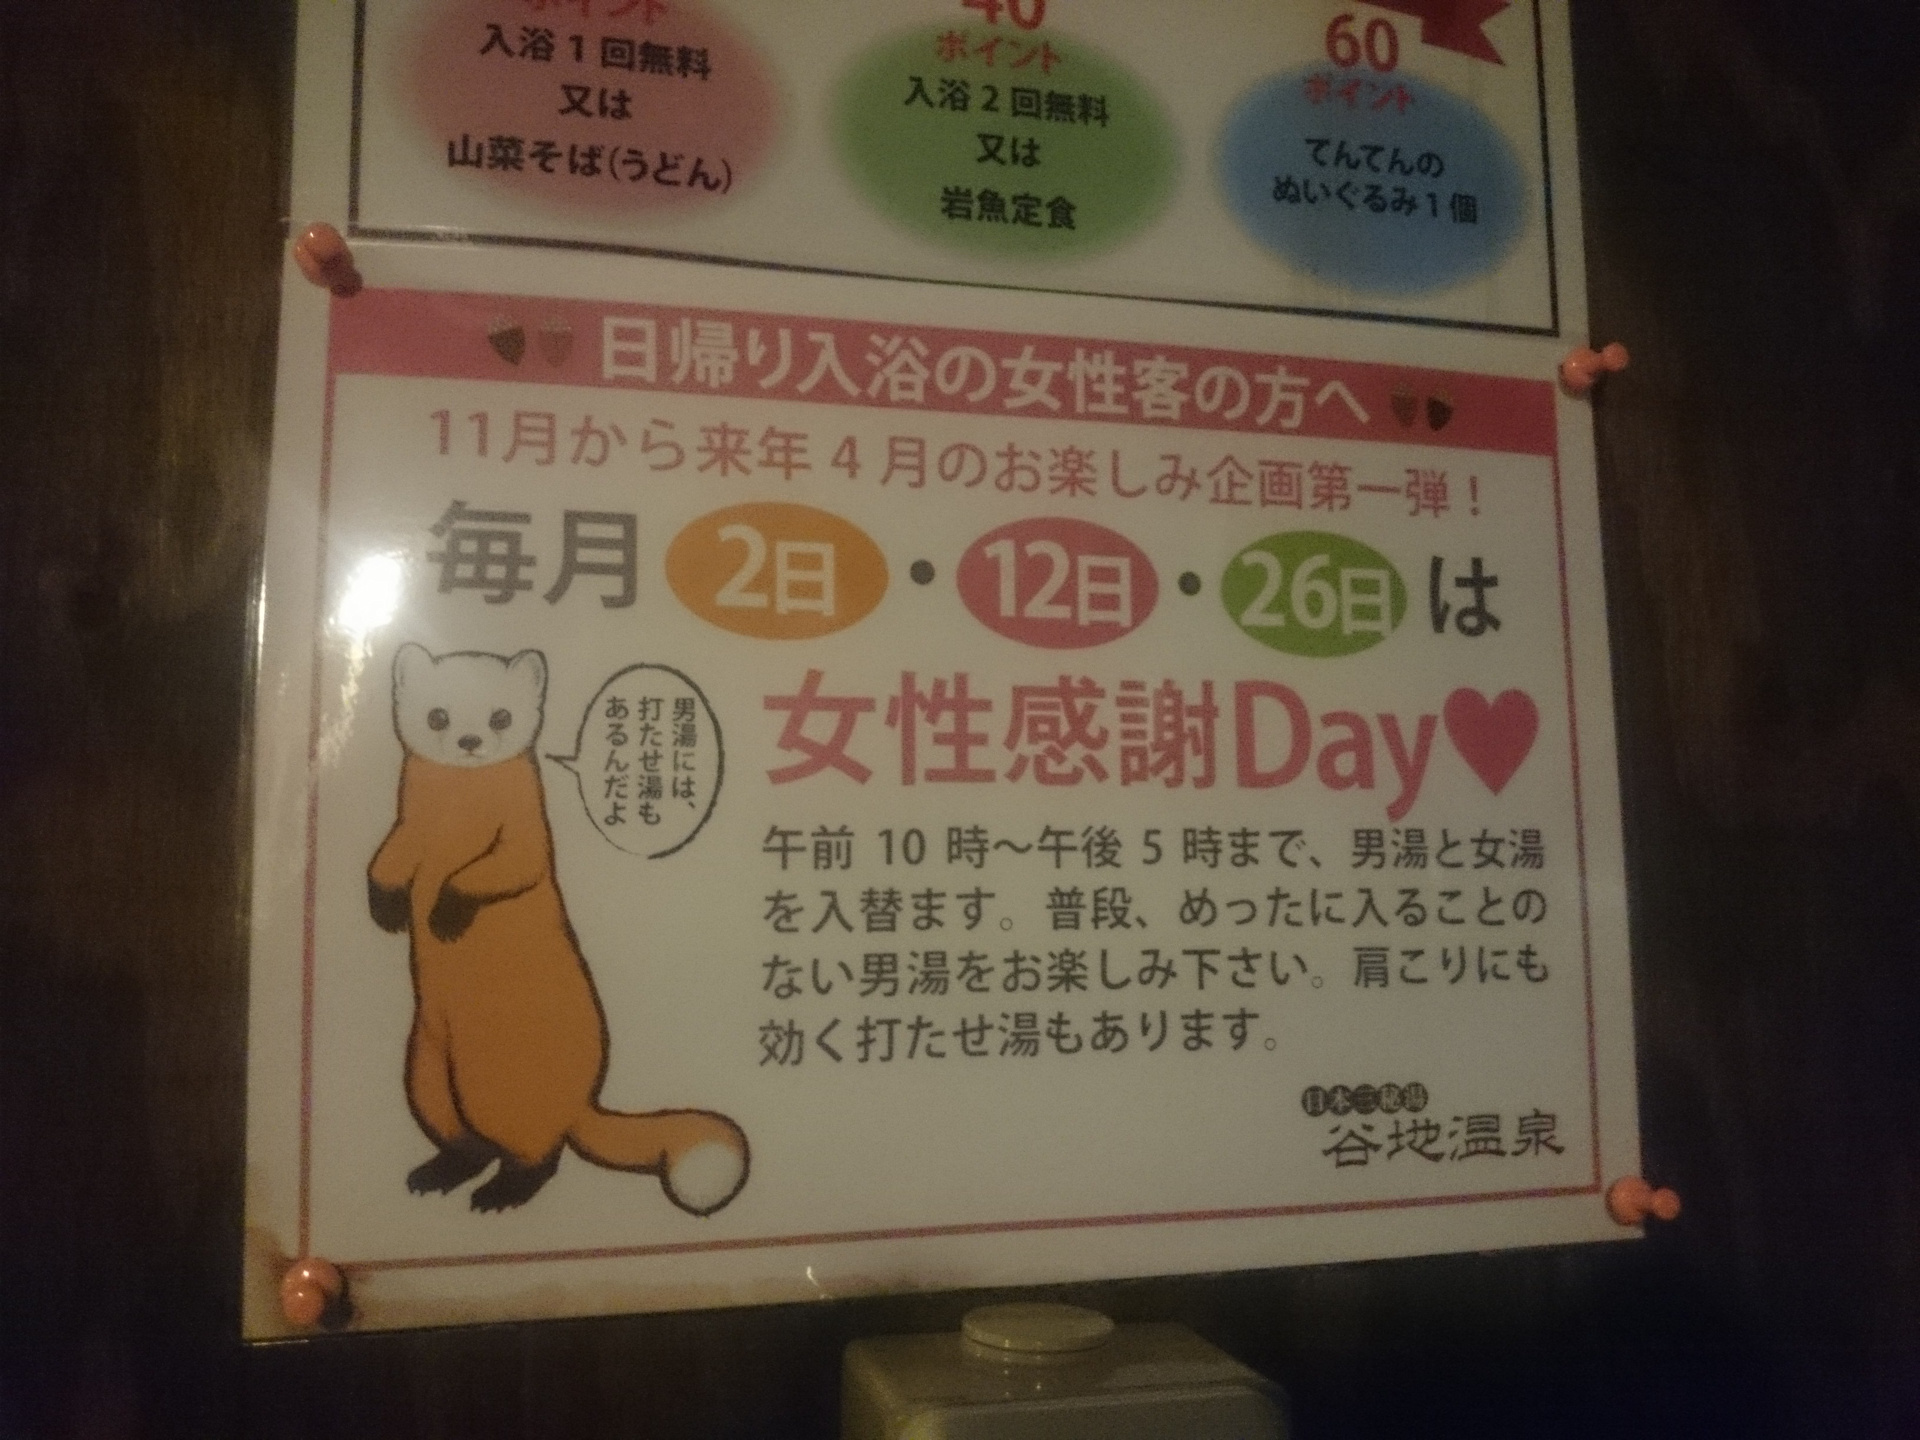 ポイント
入浴1回無料
又は
山菜そば(うどん)
40
ポイント
入浴2回無料
又は
岩魚定食
60
ポイント
てんてんの
ぬいぐるみ1個
日帰り入浴の女性客の方へ
11月から来年4月のお楽しみ企画第一弾!
毎月 2日・12日・26日は
女性感謝Day♥
男湯には、
打たせ湯も
あるんだよ
午前 10 時～午後 5 時まで、男湯と女湯
を入替ます。普段、めったに入ることの
ない男湯をお楽しみ下さい。肩こりにも
効く打たせ湯もあります。
日本三秘湯
谷地温泉